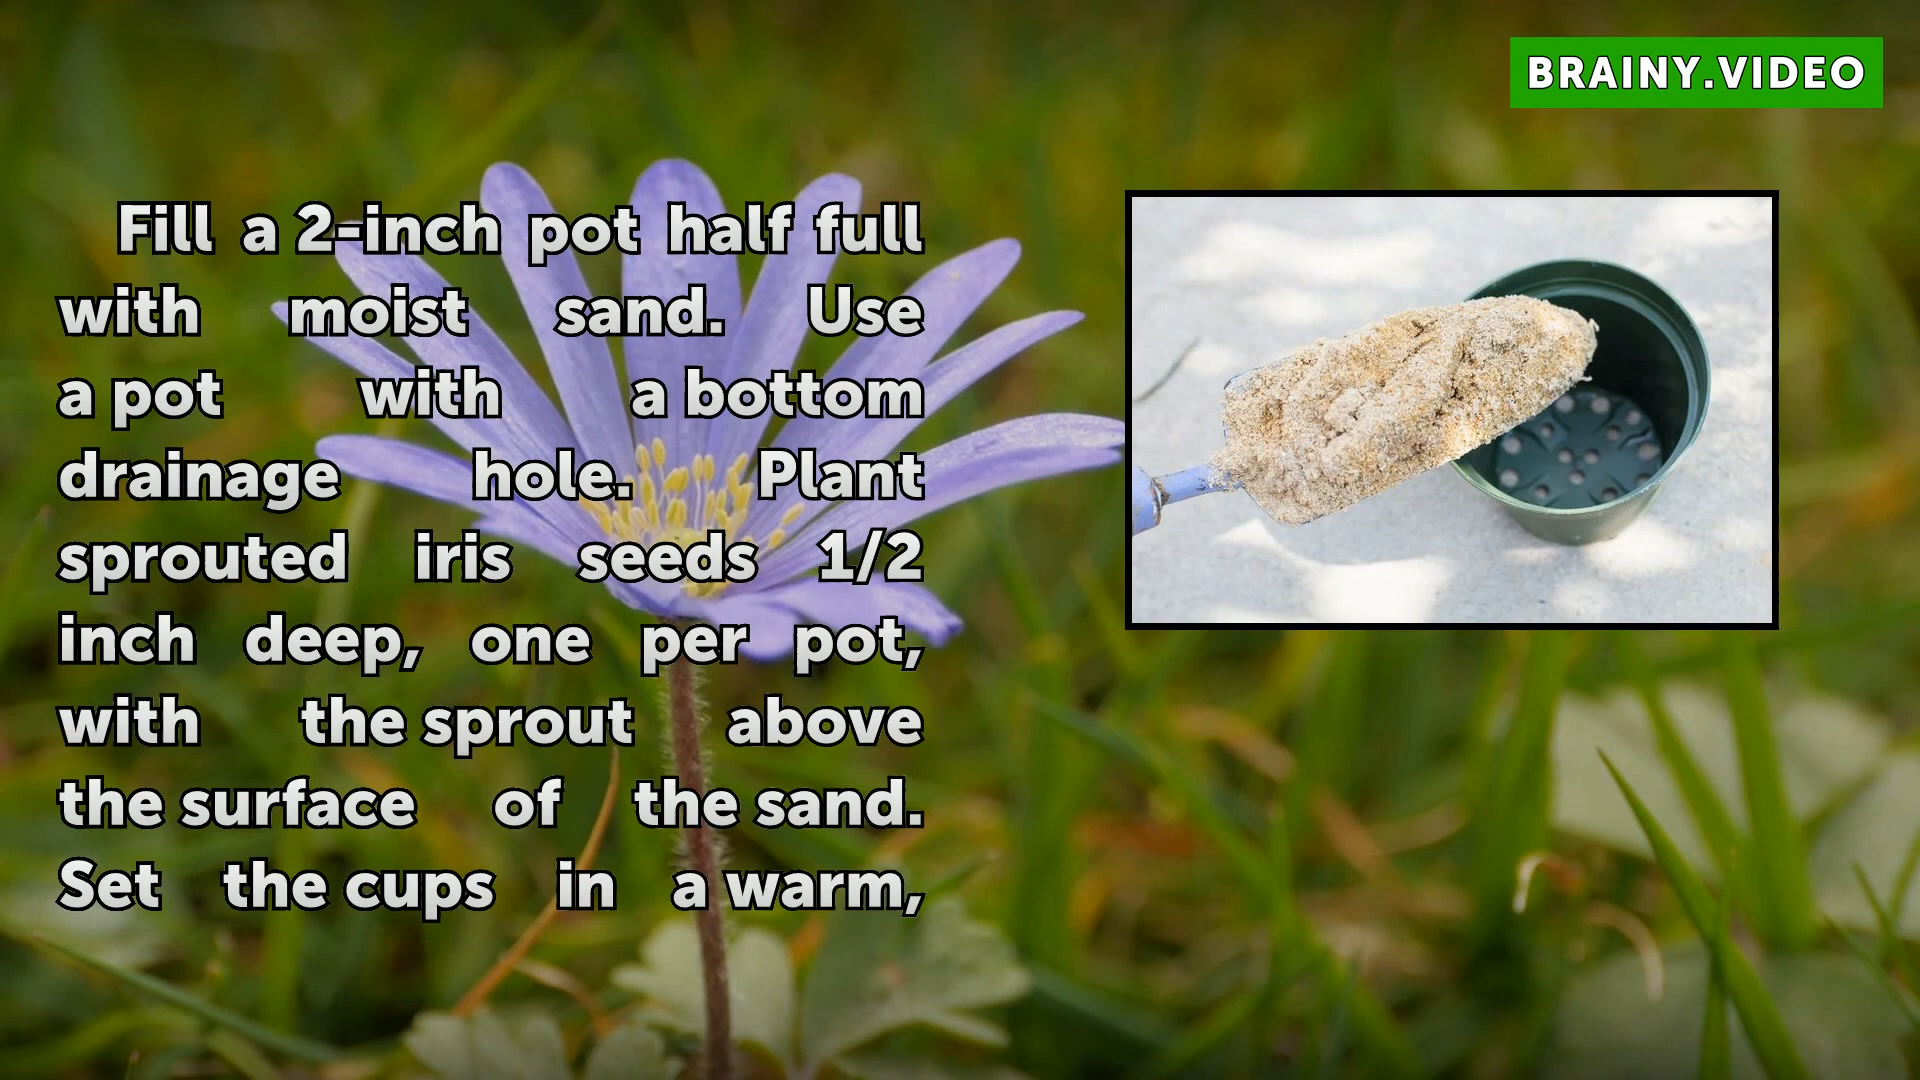 BRAINY.VIDEO
Fill a 2-inch pot half full
with moist sand. Use
a pot with a bottom
drainage hole. Plant
sprouted iris seeds 1/2
inch deep, one per pot,
with the sprout above
the surface of the sand.
Set the cups in a warm,